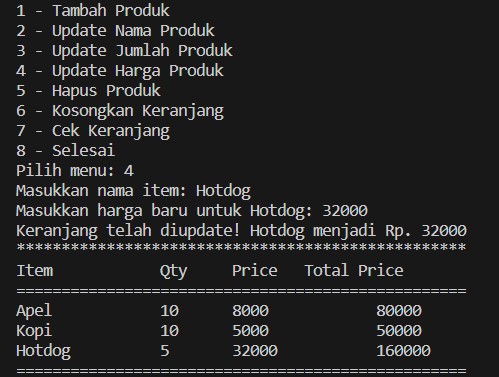 1 - Tambah Produk
2 - Update Nama Produk
3 - Update Jumlah Produk
4 - Update Harga Produk
5 - Hapus Produk
6 - Kosongkan Keranjang
7 - Cek Keranjang
8 - Selesai
Pilih menu: 4
Masukkan nama item: Hotdog
Masukkan harga baru untuk Hotdog: 32000
Keranjang telah diupdate! Hotdog menjadi Rp. 32000
**************************************************
Item            Qty     Price   Total Price
==================================================
Apel            10      8000            80000
Kopi            10      5000            50000
Hotdog          5       32000           160000
==================================================